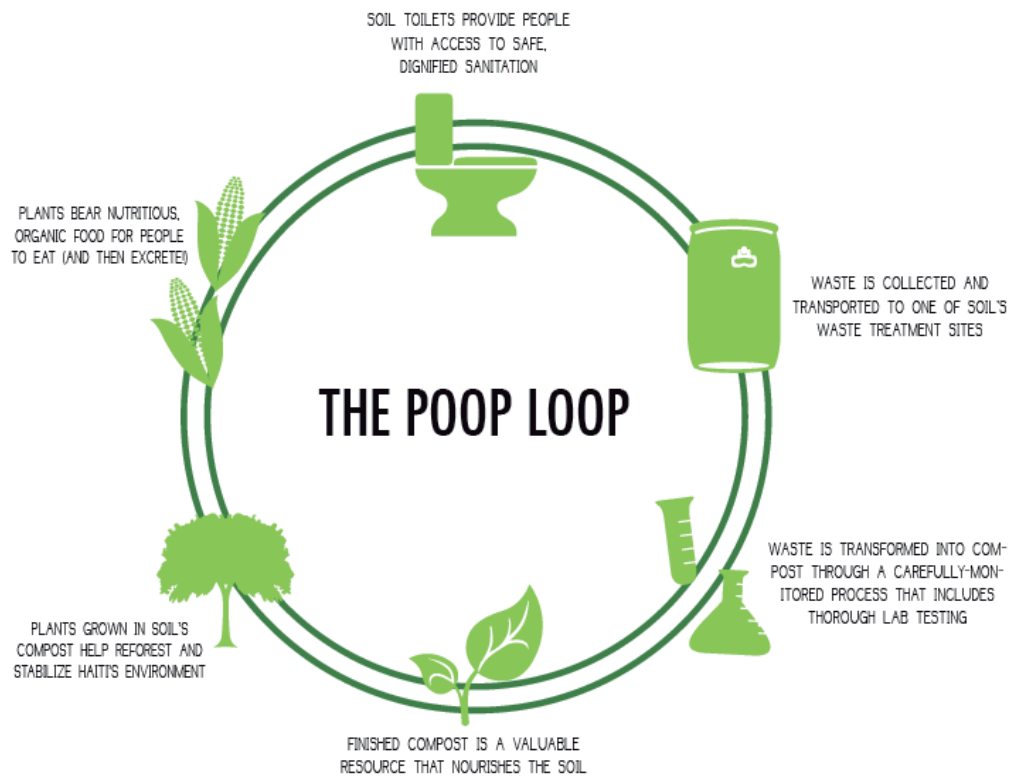 SOIL TOILETS PROVIDE PEOPLE
WITH ACCESS TO SAFE,
DIGNIFIED SANITATION
WASTE IS COLLECTED AND
TRANSPORTED TO ONE OF SOIL'S
WASTE TREATMENT SITES
WASTE IS TRANSFORMED INTO COM-
POST THROUGH A CAREFULLY-MON-
ITORED PROCESS THAT INCLUDES
THOROUGH LAB TESTING
FINISHED COMPOST IS A VALUABLE
RESOURCE THAT NOURISHES THE SOIL
PLANTS GROWN IN SOIL'S
COMPOST HELP REFOREST AND
STABILIZE HAITI'S ENVIRONMENT
PLANTS BEAR NUTRITIOUS,
ORGANIC FOOD FOR PEOPLE
TO EAT (AND THEN EXCRETE!)
THE POOP LOOP